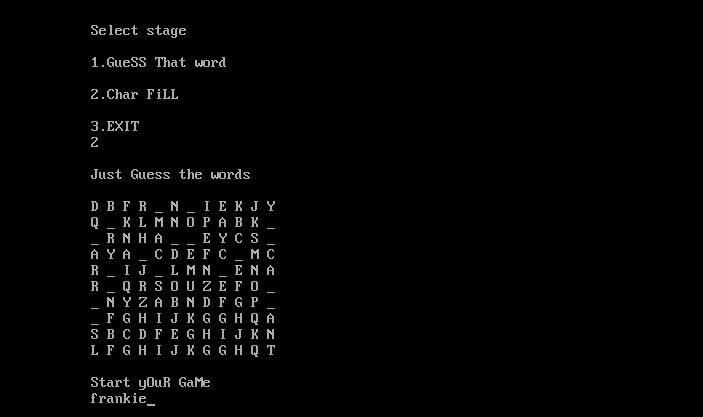 Select stage
1.GueSS That word
2.Char FiLL
3.EXIT
2
Just Guess the words
D B F R _ N _ I E K J Y
Q _ K L M N O P A B K _
_ R N H A _ _ E Y C S _
A Y A _ C D E F C _ M C
R _ I J _ L M N _ E N A
R _ Q R S O U Z E F O _
_ N Y Z A B N D F G P _
_ F G H I J K G G H Q A
S B C D F E G H I J K N
L F G H I J K G G H Q T
Start yOuR GaMe
frankie_